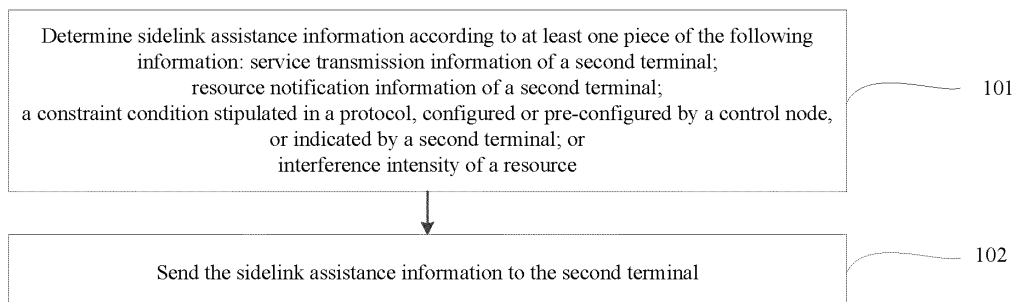 Determine sidelink assistance information according to at least one piece of the following
information: service transmission information of a second terminal;
resource notification information of a second terminal;
a constraint condition stipulated in a protocol, configured or pre-configured by a control node,
or indicated by a second terminal; or
interference intensity of a resource
101
Send the sidelink assistance information to the second terminal
102